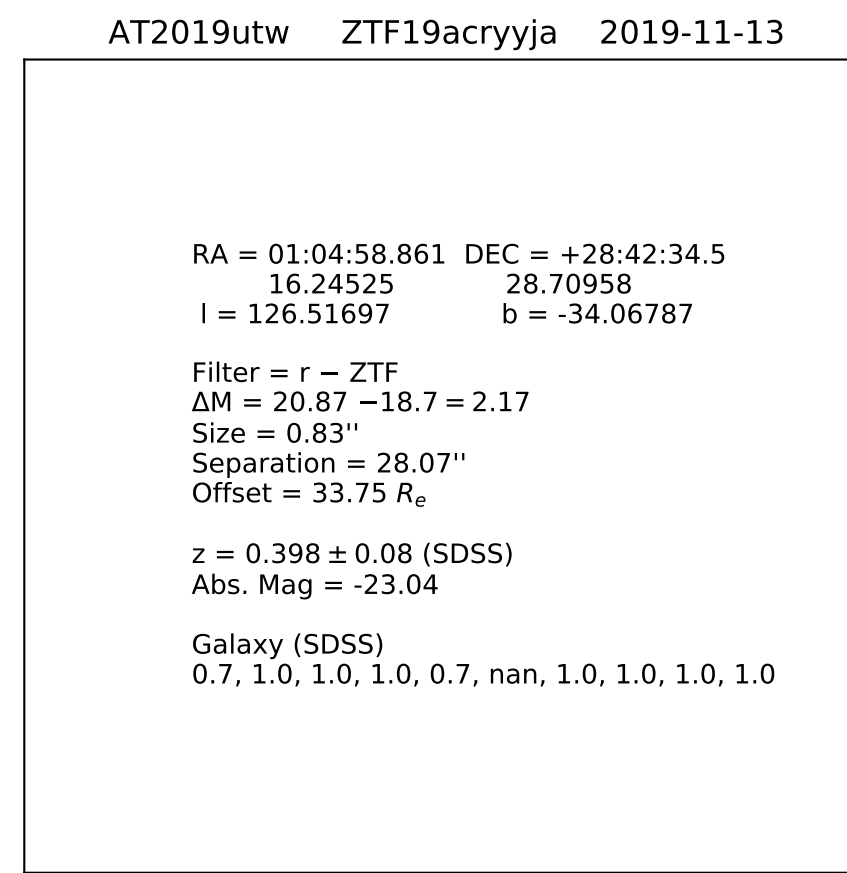 AT2019utw ZTF19acryyja 2019-11-13
RA = 01:04:58.861 DEC = +28:42:34.5
16.24525 28.70958
l = 126.51697 b = -34.06787
Filter = r − ZTF
ΔM = 20.87 −18.7 = 2.17
Size = 0.83''
Separation = 28.07''
Offset = 33.75 Rₑ
z = 0.398 ± 0.08 (SDSS)
Abs. Mag = -23.04
Galaxy (SDSS)
0.7, 1.0, 1.0, 1.0, 0.7, nan, 1.0, 1.0, 1.0, 1.0